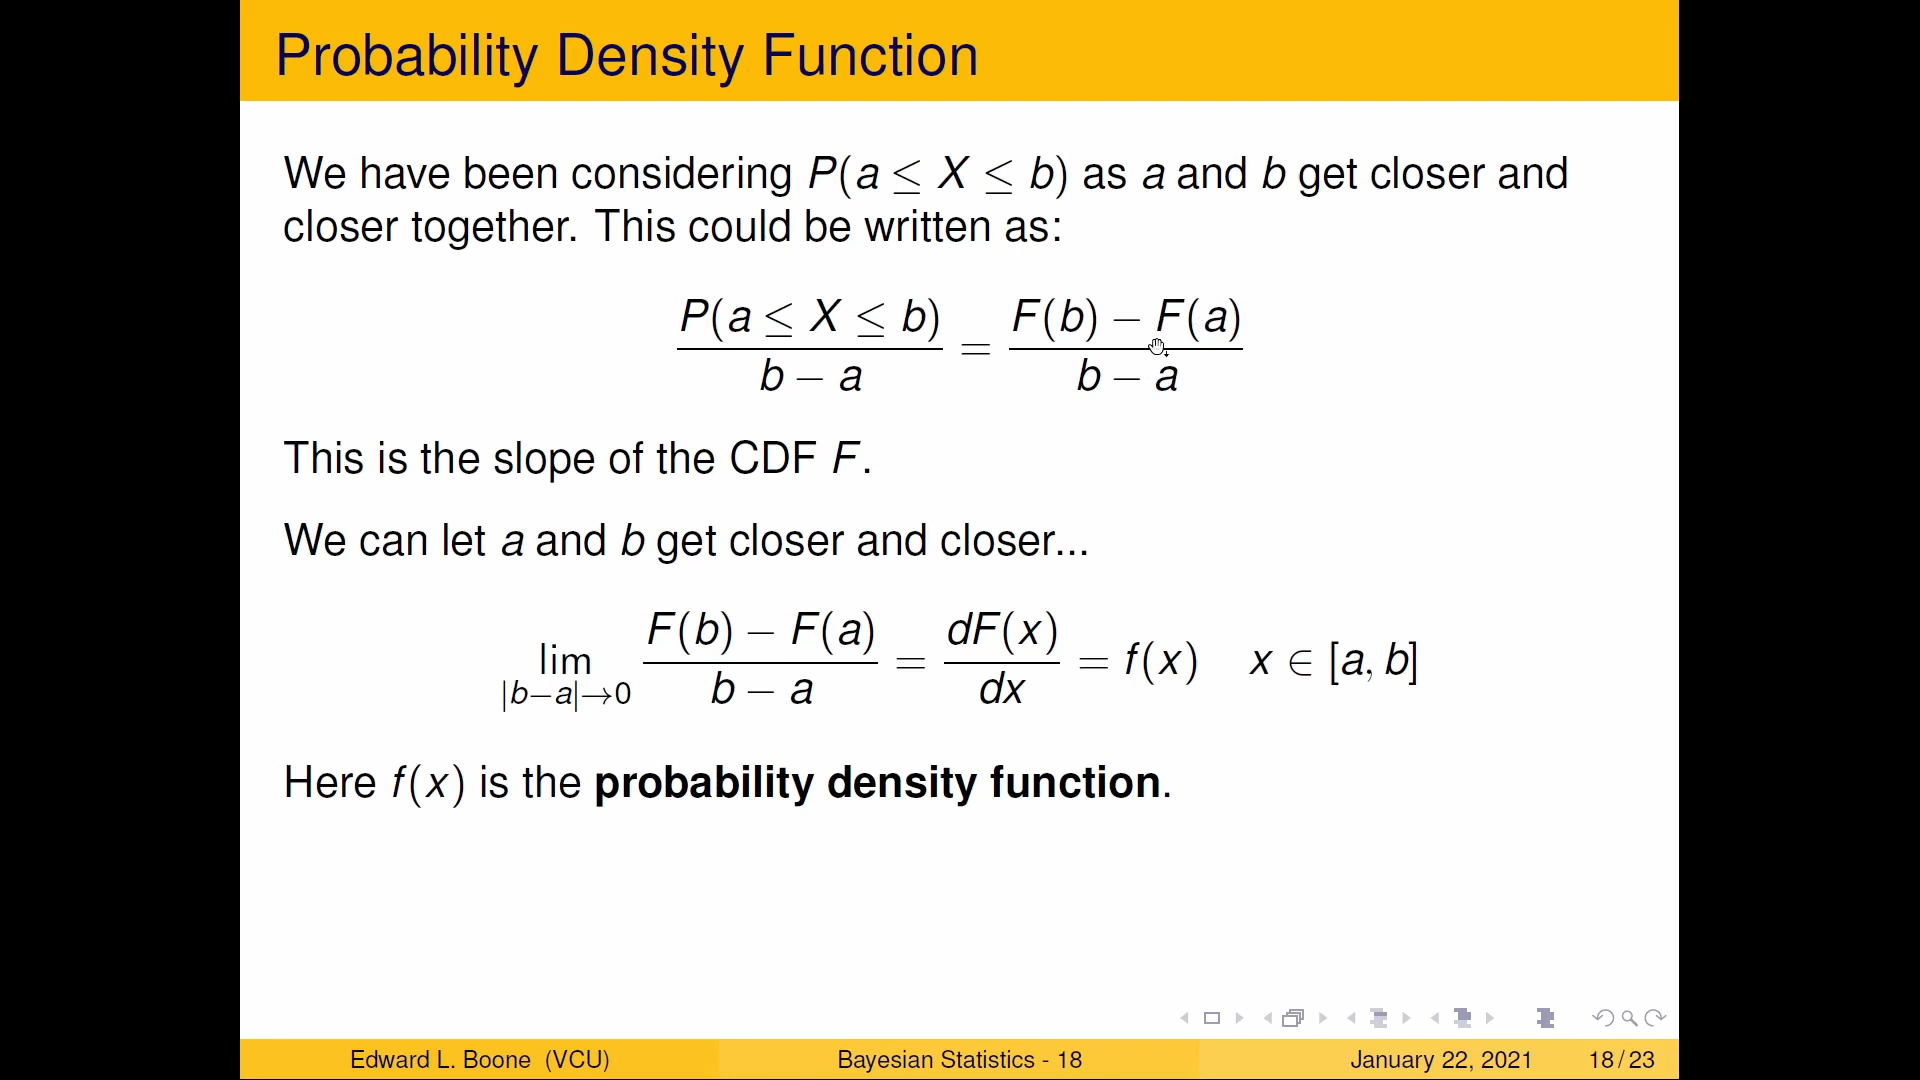 Probability Density Function
We have been considering P(a ≤ X ≤ b) as a and b get closer and
closer together. This could be written as:
P(a ≤ X ≤ b) / (b − a) = (F(b) − F(a)) / (b − a)
This is the slope of the CDF F.
We can let a and b get closer and closer...
lim |b−a|→0 (F(b) − F(a)) / (b − a) = dF(x) / dx = f(x) x ∈ [a, b]
Here f(x) is the probability density function.
Edward L. Boone (VCU) Bayesian Statistics - 18 January 22, 2021 18 / 23